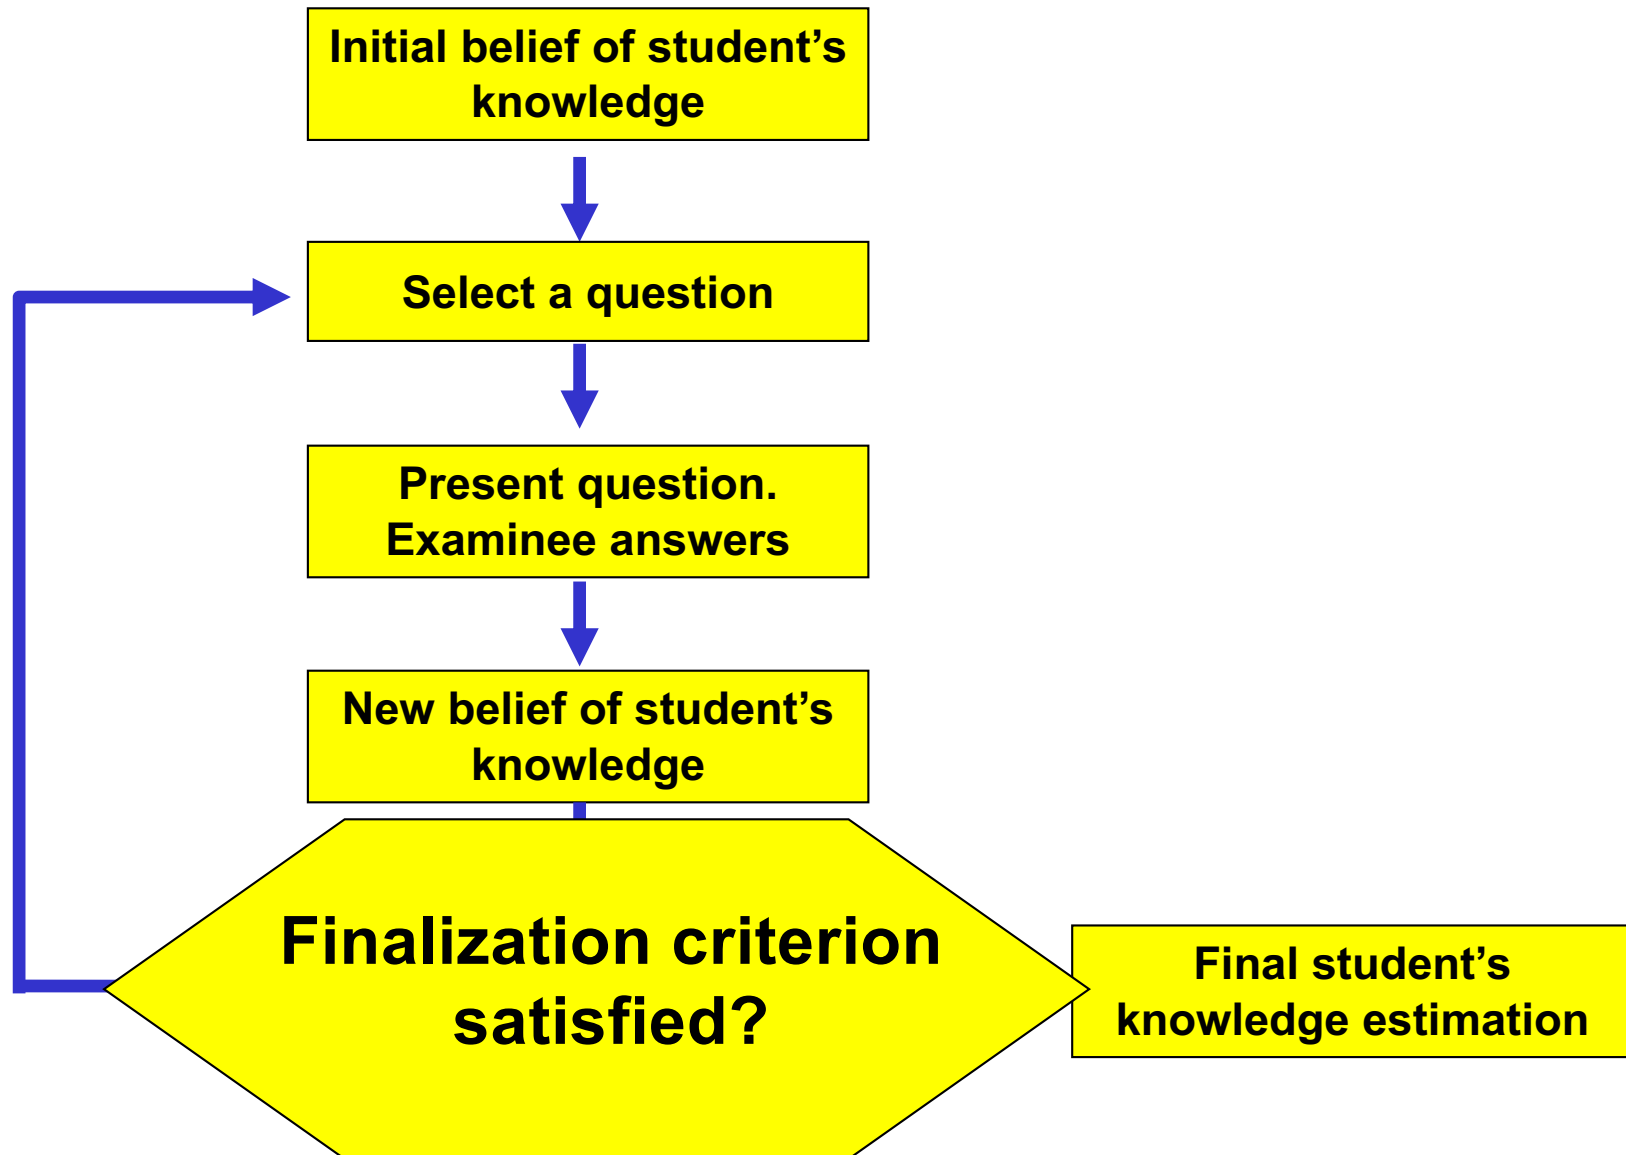 Initial belief of student’s
knowledge
Select a question
Present question.
Examinee answers
New belief of student’s
knowledge
Finalization criterion
satisfied?
Final student’s
knowledge estimation